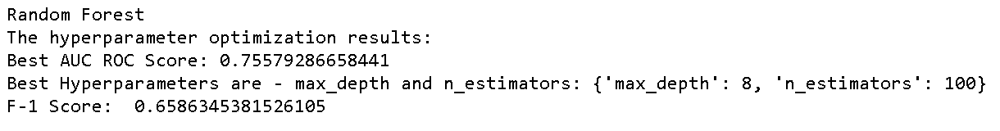 Random Forest
The hyperparameter optimization results:
Best AUC ROC Score: 0.75579286658441
Best Hyperparameters are - max_depth and n_estimators: {'max_depth': 8, 'n_estimators': 100}
F-1 Score:  0.6586345381526105